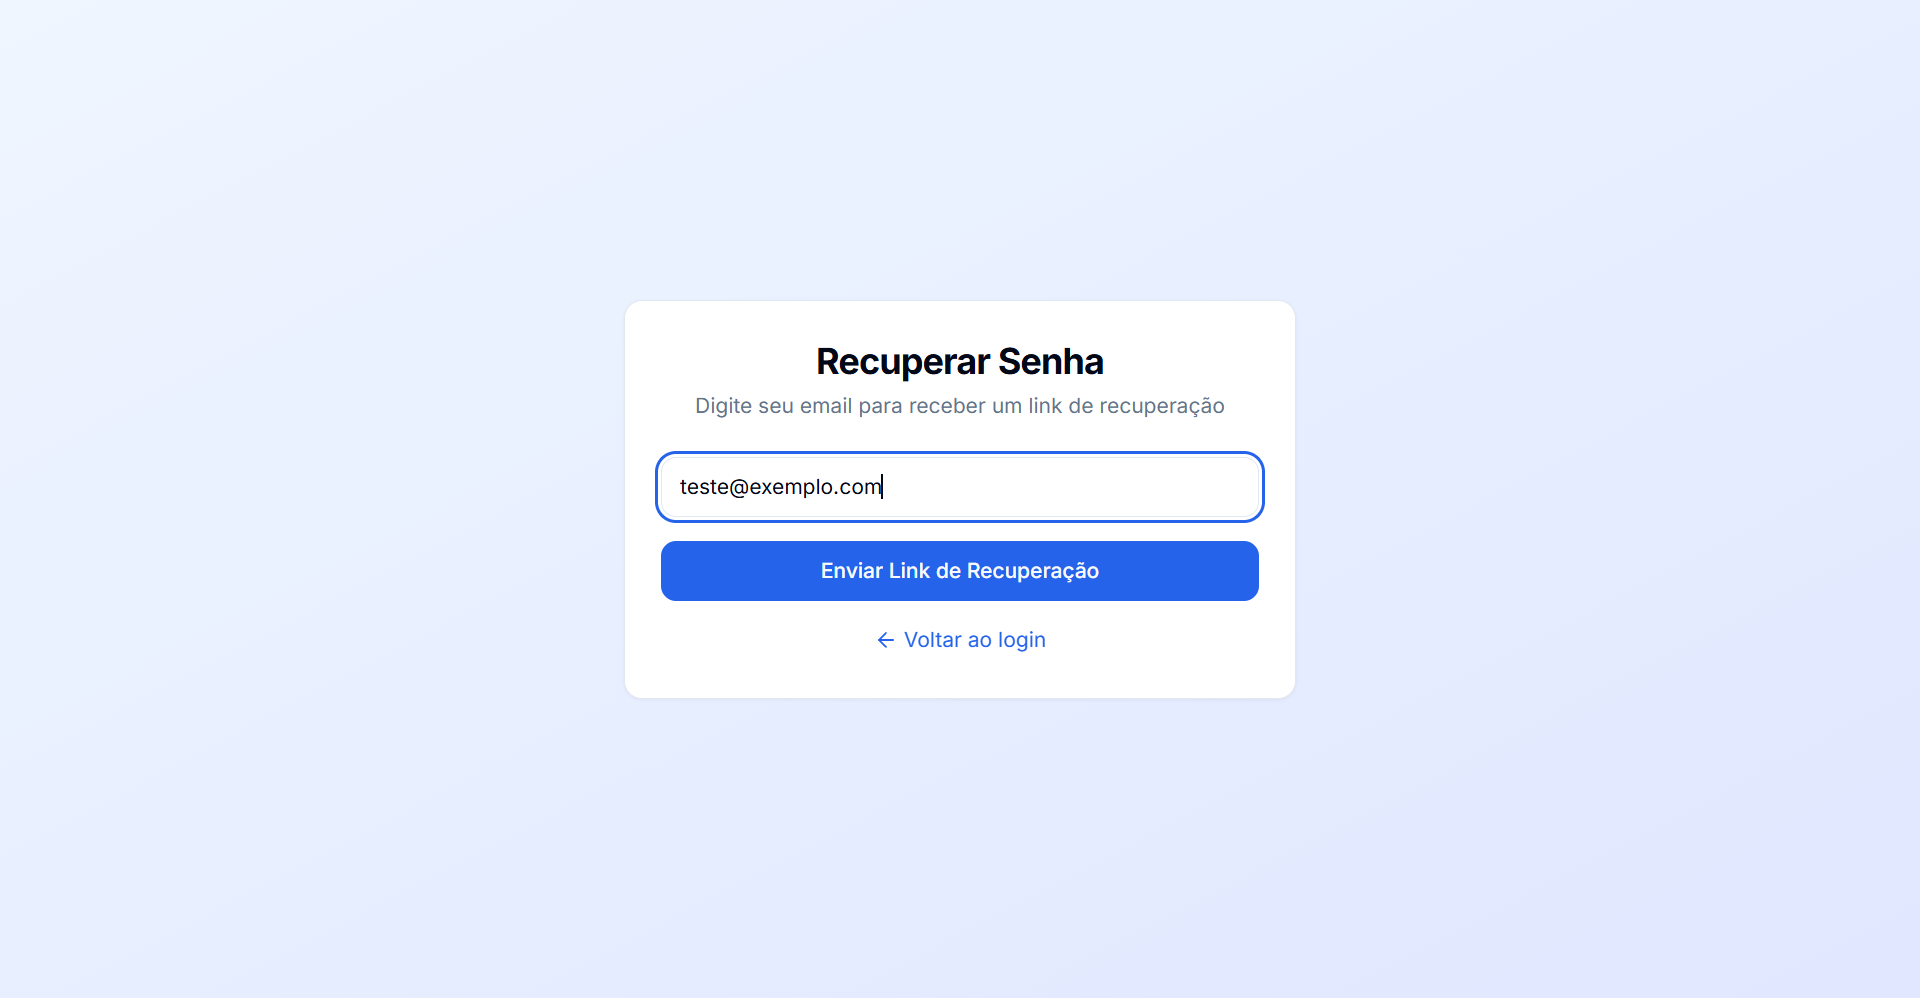 Recuperar Senha
Digite seu email para receber um link de recuperação
teste@exemplo.com
Enviar Link de Recuperação
← Voltar ao login